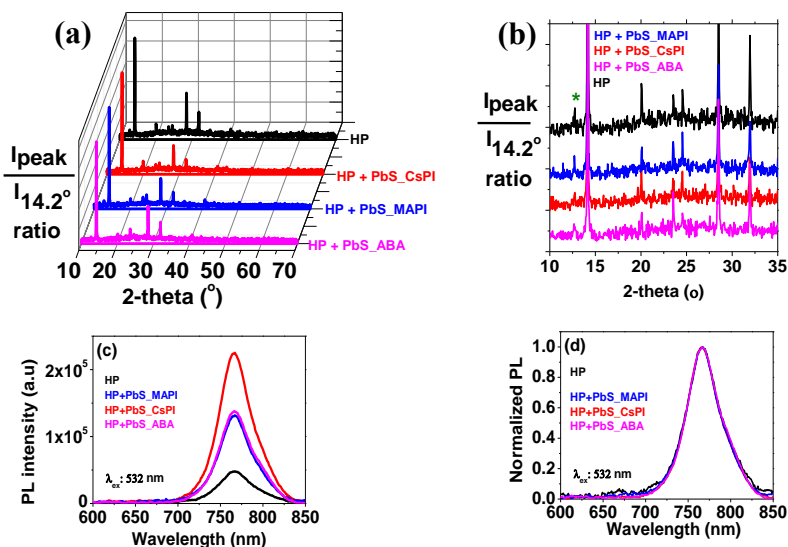 (a)
Ipeak
I14.2°
ratio
HP
HP + PbS_CsPI
HP + PbS_MAPI
HP + PbS_ABA
10 20 30 40 50 60 70
2-theta (°)
(b)
HP + PbS_MAPI
HP + PbS_CsPI
HP + PbS_ABA
HP
*
Ipeak
I14.2°
ratio
10 15 20 25 30 35
2-theta (o)
(c)
HP
HP+PbS_MAPI
HP+PbS_CsPI
HP+PbS_ABA
λex: 532 nm
PL intensity (a.u)
2x10⁵
1x10⁵
0
600 650 700 750 800 850
Wavelength (nm)
(d)
HP
HP+PbS_MAPI
HP+PbS_CsPI
HP+PbS_ABA
λex: 532 nm
Normalized PL
1.0
0.8
0.6
0.4
0.2
0.0
600 650 700 750 800 850
Wavelength (nm)